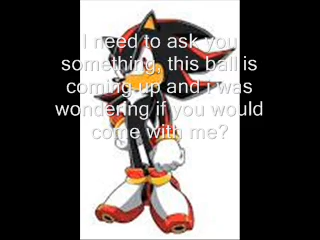 I need to ask you
something, this ball is
coming up and i was
wondering if you would
come with me?